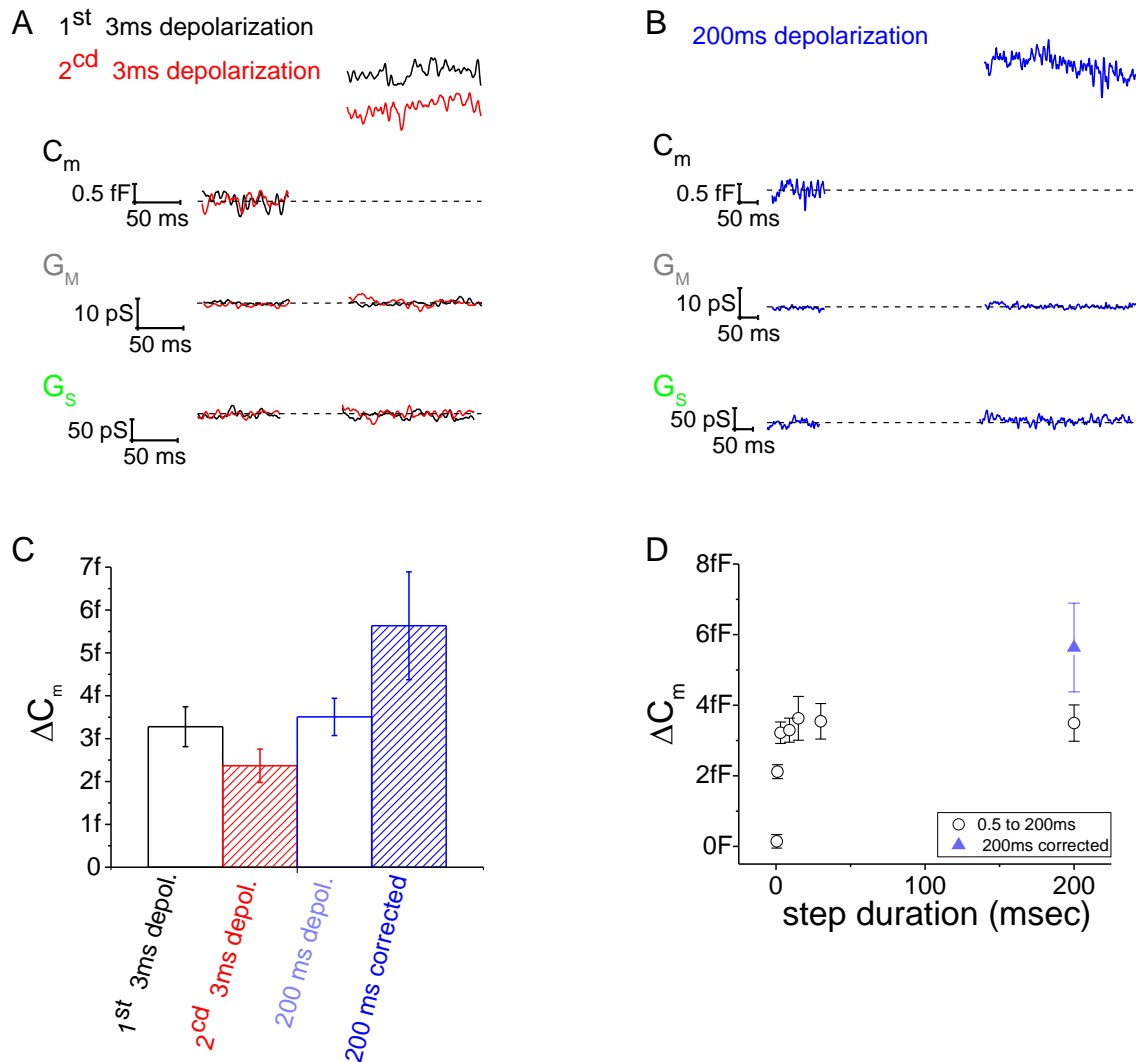 A
1st 3ms depolarization
2cd 3ms depolarization
Cm
0.5 fF
50 ms
GM
10 pS
50 ms
GS
50 pS
50 ms
B
200ms depolarization
Cm
0.5 fF
50 ms
GM
10 pS
50 ms
GS
50 pS
50 ms
C
7f
6f
5f
4f
3f
2f
1f
0
ΔCm
1st 3ms depol.
2cd 3ms depol.
200 ms depol.
200 ms corrected
D
8fF
6fF
4fF
2fF
0F
ΔCm
0.5 to 200ms
200ms corrected
0 100 200
step duration (msec)